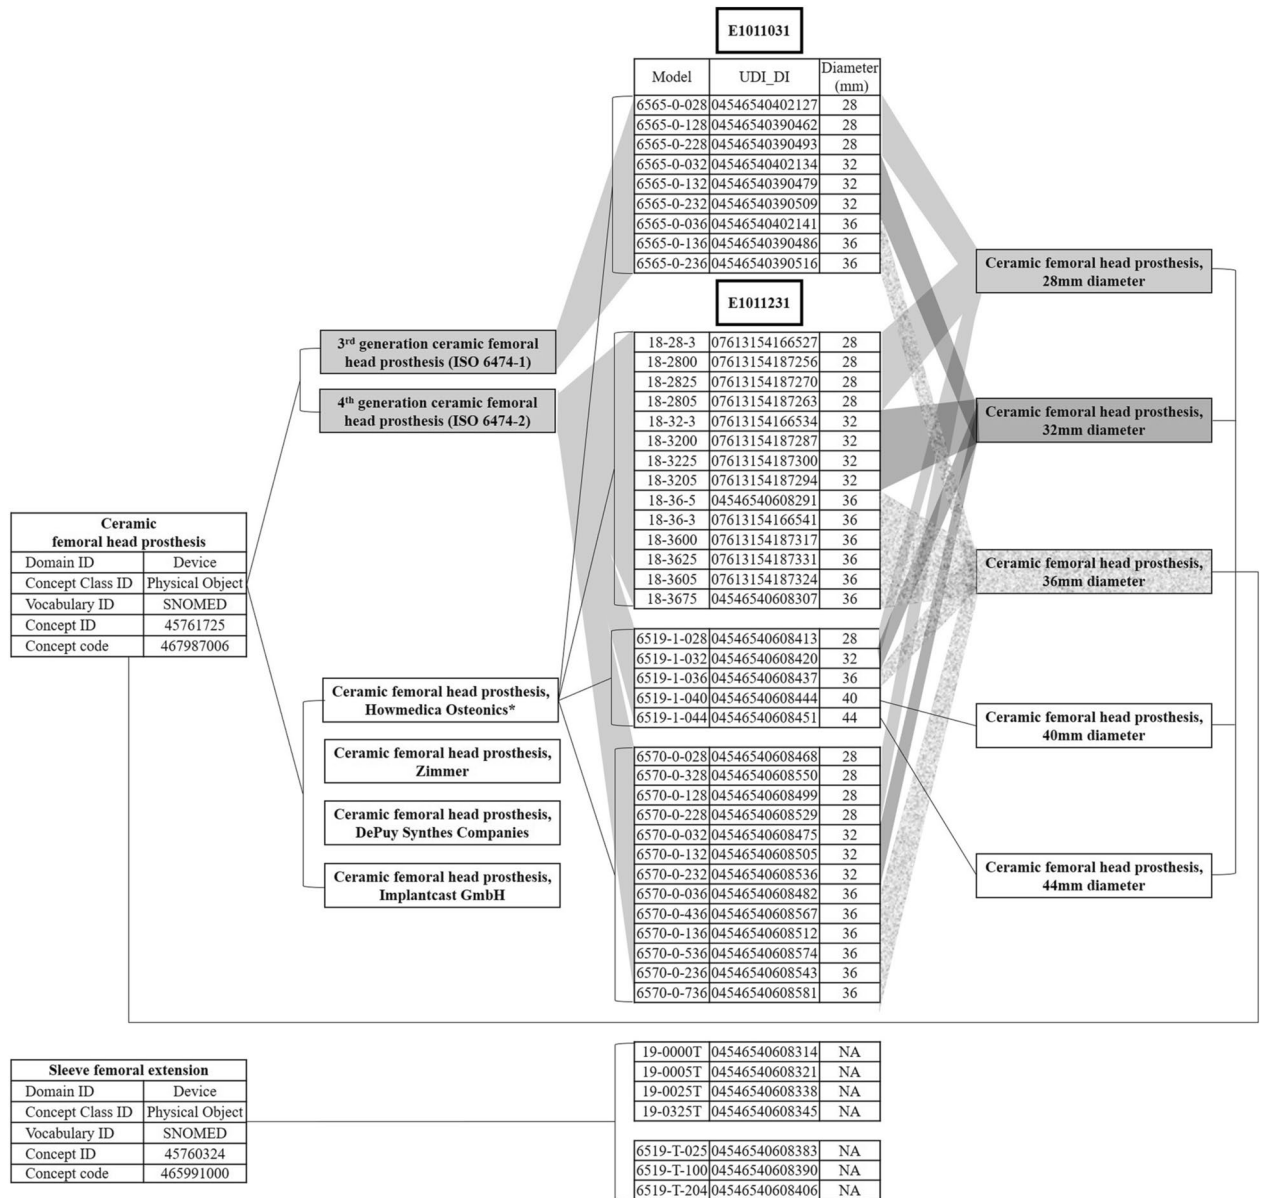 E1011031
Model UDI_DI Diameter (mm)
6565-0-028 04546540402127 28
6565-0-128 04546540390462 28
6565-0-228 04546540390493 28
6565-0-032 04546540402134 32
6565-0-132 04546540390479 32
6565-0-232 04546540390509 32
6565-0-036 04546540402141 36
6565-0-136 04546540390486 36
6565-0-236 04546540390516 36
E1011231
18-28-3 07613154166527 28
18-2800 07613154187256 28
18-2825 07613154187270 28
18-2805 07613154187263 28
18-32-3 07613154166534 32
18-3200 07613154187287 32
18-3225 07613154187300 32
18-3205 07613154187294 32
18-36-5 04546540608291 36
18-36-3 07613154166541 36
18-3600 07613154187317 36
18-3625 07613154187331 36
18-3605 07613154187324 36
18-3675 04546540608307 36
6519-1-028 04546540608413 28
6519-1-032 04546540608420 32
6519-1-036 04546540608437 36
6519-1-040 04546540608444 40
6519-1-044 04546540608451 44
6570-0-028 04546540608468 28
6570-0-328 04546540608550 28
6570-0-128 04546540608499 28
6570-0-228 04546540608529 28
6570-0-032 04546540608475 32
6570-0-132 04546540608505 32
6570-0-232 04546540608536 32
6570-0-036 04546540608482 36
6570-0-436 04546540608567 36
6570-0-136 04546540608512 36
6570-0-536 04546540608574 36
6570-0-236 04546540608543 36
6570-0-736 04546540608581 36
3rd generation ceramic femoral
head prosthesis (ISO 6474-1)
4th generation ceramic femoral
head prosthesis (ISO 6474-2)
Ceramic
femoral head prosthesis
Domain ID Device
Concept Class ID Physical Object
Vocabulary ID SNOMED
Concept ID 45761725
Concept code 467987006
Ceramic femoral head prosthesis,
Howmedica Osteonics*
Ceramic femoral head prosthesis,
Zimmer
Ceramic femoral head prosthesis,
DePuy Synthes Companies
Ceramic femoral head prosthesis,
Implantcast GmbH
Ceramic femoral head prosthesis,
28mm diameter
Ceramic femoral head prosthesis,
32mm diameter
Ceramic femoral head prosthesis,
36mm diameter
Ceramic femoral head prosthesis,
40mm diameter
Ceramic femoral head prosthesis,
44mm diameter
Sleeve femoral extension
Domain ID Device
Concept Class ID Physical Object
Vocabulary ID SNOMED
Concept ID 45760324
Concept code 465991000
19-0000T 04546540608314 NA
19-0005T 04546540608321 NA
19-0025T 04546540608338 NA
19-0325T 04546540608345 NA
6519-T-025 04546540608383 NA
6519-T-100 04546540608390 NA
6519-T-204 04546540608406 NA